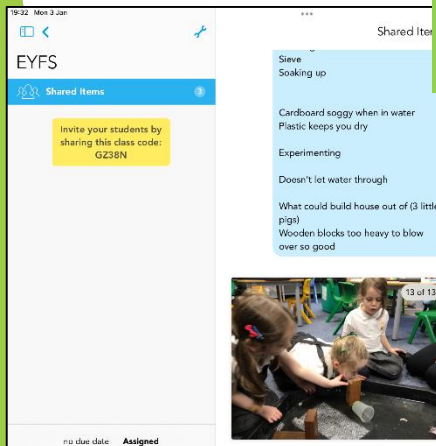 19:32 Mon 3 Jan
Shared
EYFS
Shared Items 3
Invite your students by
sharing this class code:
GZ38N
no due date Assigned
Sieve
Soaking up
Cardboard soggy when in water
Plastic keeps you dry
Experimenting
Doesn't let water through
What could build house out of (3 little
pigs)
Wooden blocks too heavy to blow
over so good
13 of 13